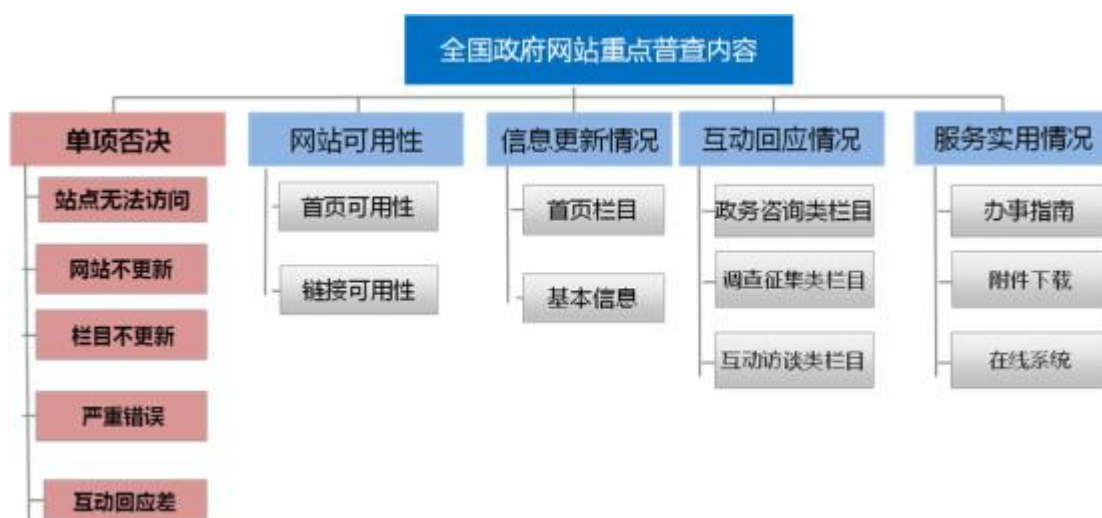 全国政府网站重点普查内容
单项否决
站点无法访问
网站不更新
栏目不更新
严重错误
互动回应差
网站可用性
首页可用性
链接可用性
信息更新情况
首页栏目
基本信息
互动回应情况
政务咨询类栏目
调查征集类栏目
互动访谈类栏目
服务实用情况
办事指南
附件下载
在线系统